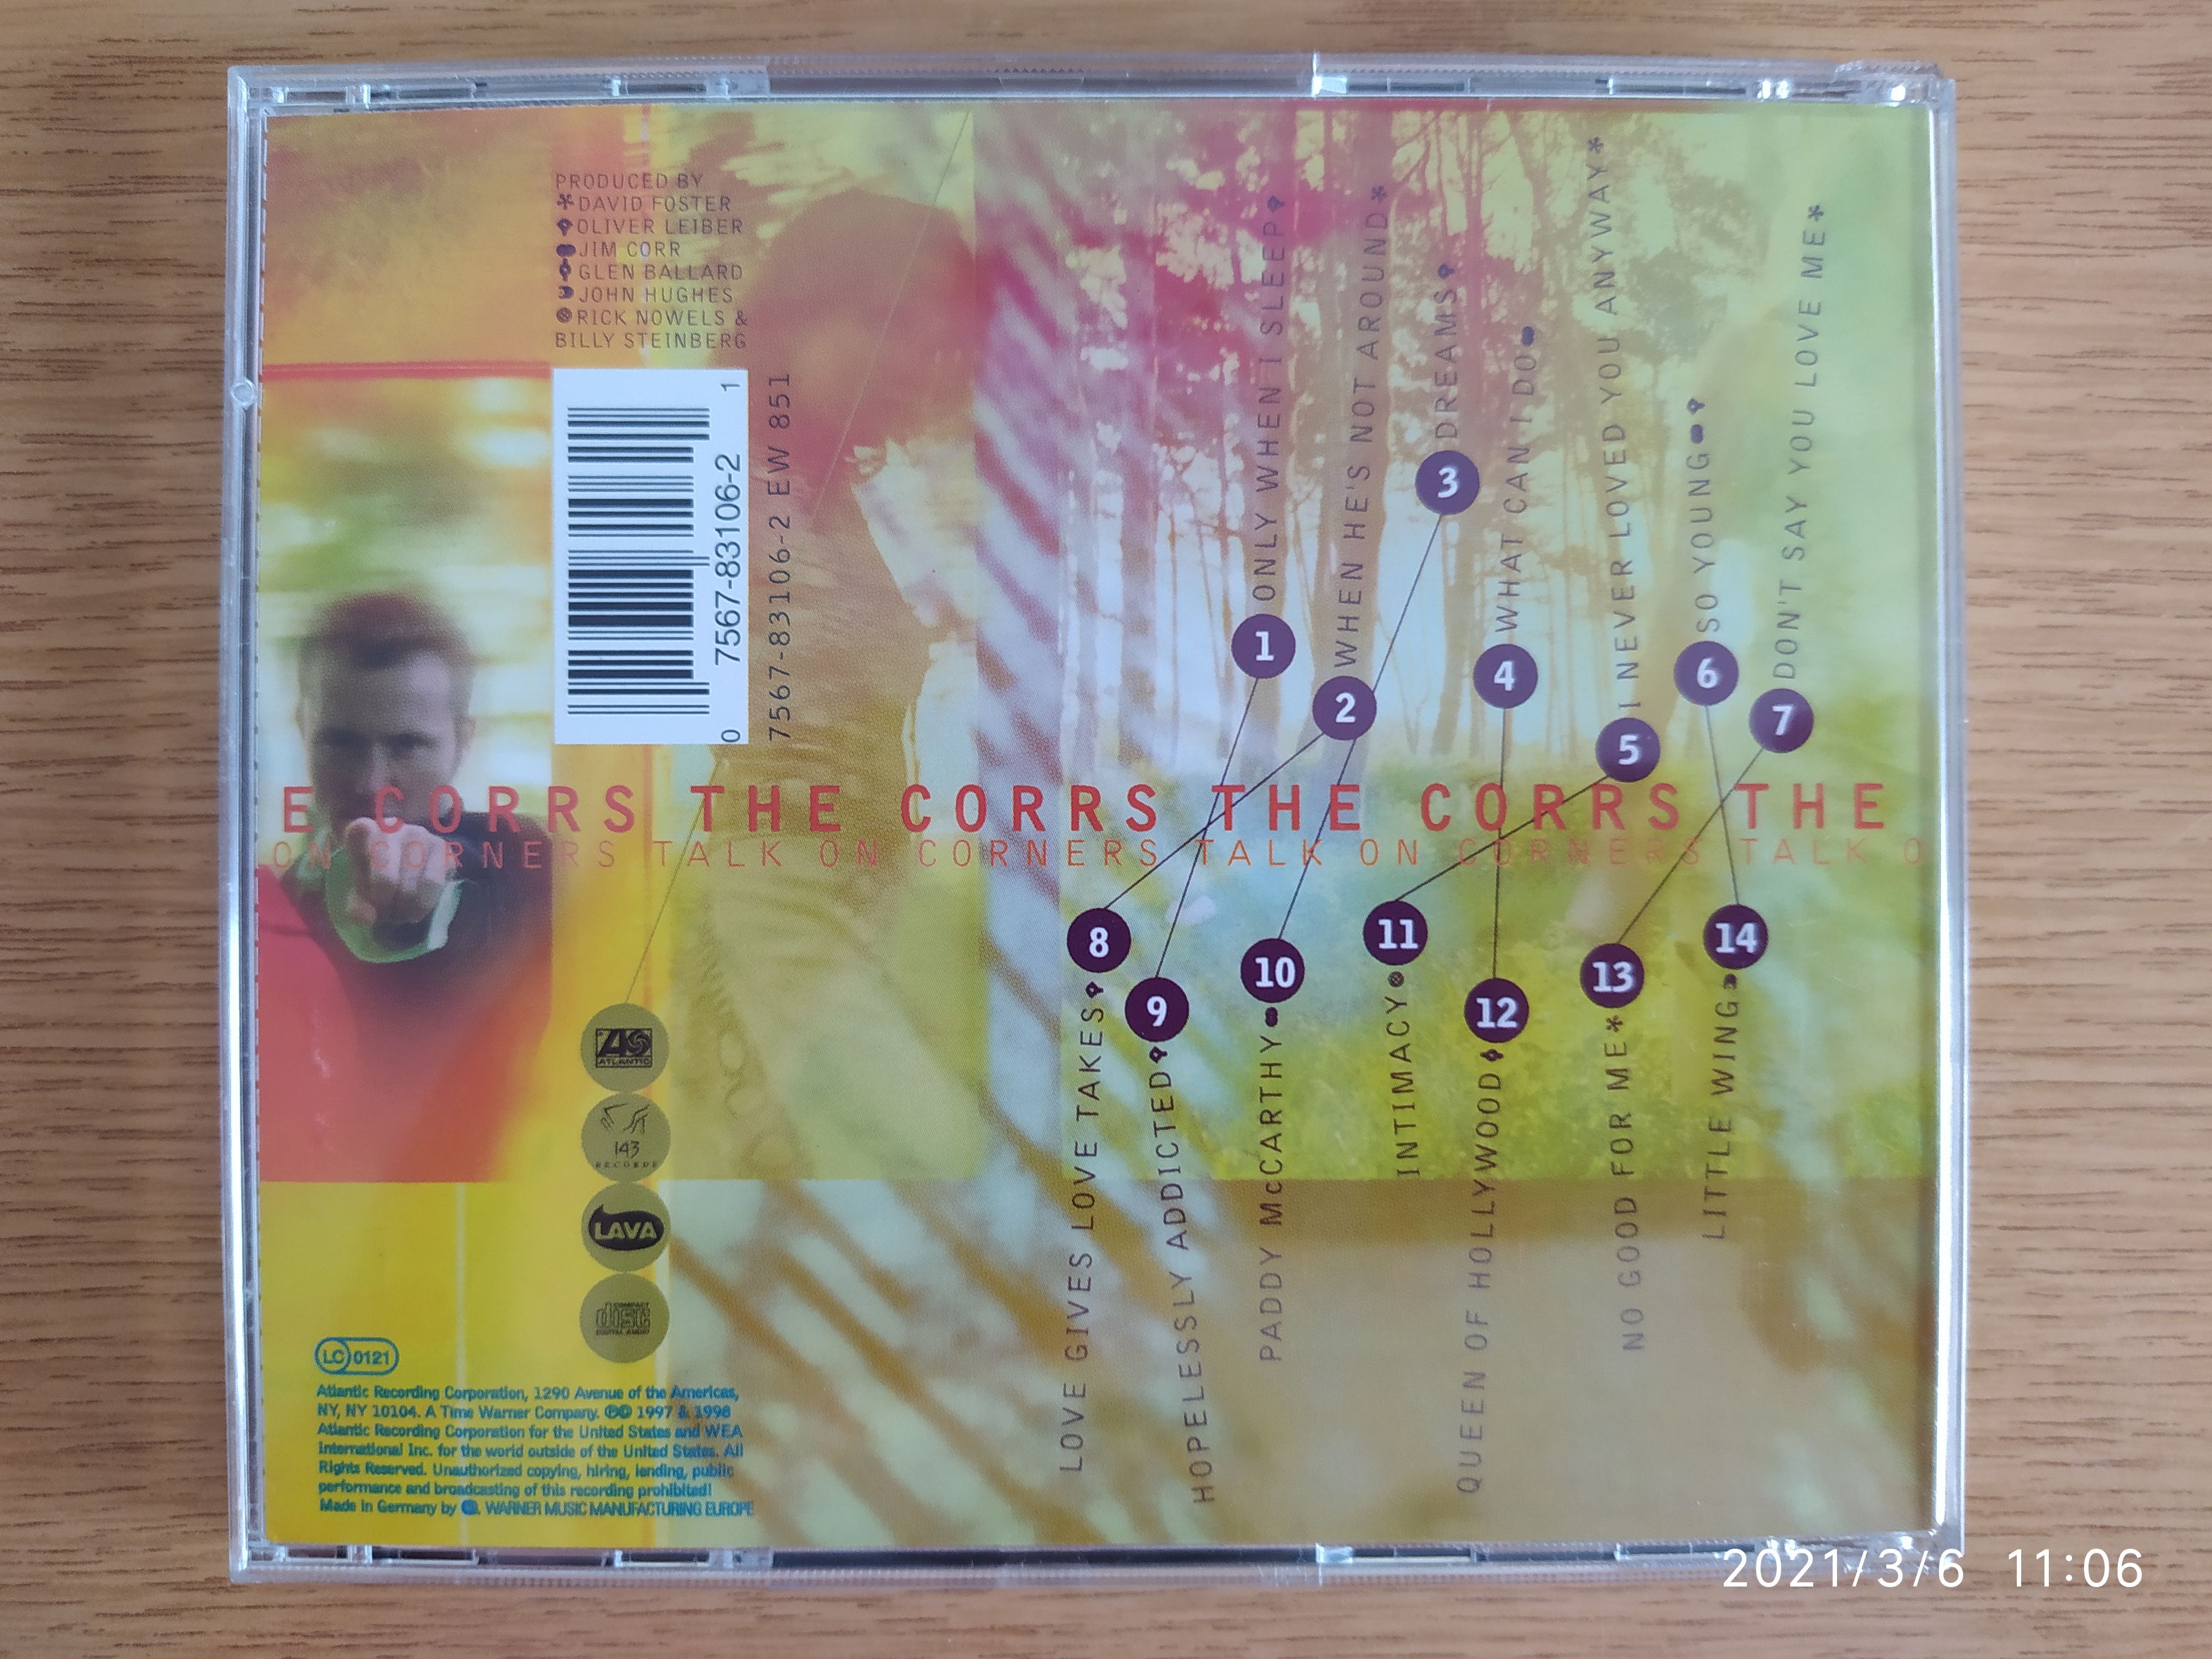 PRODUCED BY
*DAVID FOSTER
OLIVER LEIBER
JIM CORR
GLEN BALLARD
JOHN HUGHES
RICK NOWELS &
BILLY STEINBERG
0 7567-83106-2 1
7567-83106-2 EW 851
1 ONLY WHEN I SLEEP
2 WHEN HE'S NOT AROUND*
3 DREAMS
4 WHAT CAN I DO
5 I NEVER LOVED YOU ANYWAY*
6 SO YOUNG
7 DON'T SAY YOU LOVE ME*
E CORRS THE CORRS THE CORRS THE
ON CORNERS TALK ON CORNERS TALK ON CORNERS TALK O
8 LOVE GIVES LOVE TAKES
9 HOPELESSLY ADDICTED
10 PADDY McCARTHY
11 INTIMACY
12 QUEEN OF HOLLYWOOD
13 NO GOOD FOR ME*
14 LITTLE WING
ATLANTIC
143
RECORDS
LAVA
COMPACT
disc
DIGITAL AUDIO
LC 0121
Atlantic Recording Corporation, 1290 Avenue of the Americas,
NY, NY 10104. A Time Warner Company. ℗© 1997 & 1998
Atlantic Recording Corporation for the United States and WEA
International Inc. for the world outside of the United States. All
Rights Reserved. Unauthorized copying, hiring, lending, public
performance and broadcasting of this recording prohibited!
Made in Germany by WARNER MUSIC MANUFACTURING EUROPE
2021/3/6 11:06